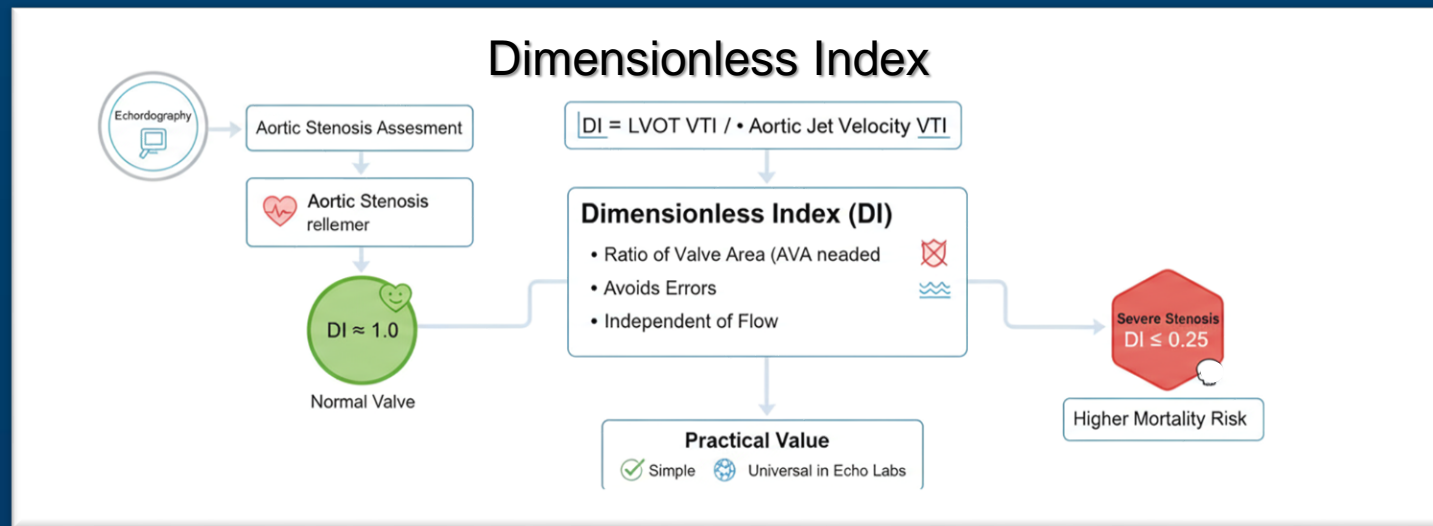 Dimensionless Index
Echordography
Aortic Stenosis Assesment
Aortic Stenosis
rellemer
DI ≈ 1.0
Normal Valve
DI = LVOT VTI / • Aortic Jet Velocity VTI
Dimensionless Index (DI)
• Ratio of Valve Area (AVA neaded
• Avoids Errors
• Independent of Flow
Practical Value
Simple
Universal in Echo Labs
Severe Stenosis
DI ≤ 0.25
Higher Mortality Risk